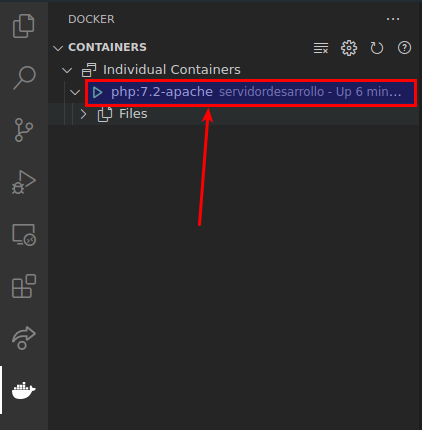 DOCKER
CONTAINERS
Individual Containers
php:7.2-apache servidordesarrollo - Up 6 min...
Files